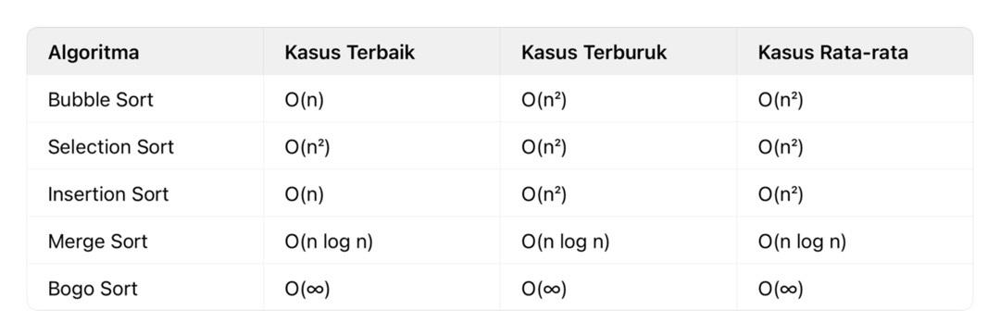 Algoritma Kasus Terbaik Kasus Terburuk Kasus Rata-rata
Bubble Sort O(n) O(n²) O(n²)
Selection Sort O(n²) O(n²) O(n²)
Insertion Sort O(n) O(n²) O(n²)
Merge Sort O(n log n) O(n log n) O(n log n)
Bogo Sort O(∞) O(∞) O(∞)